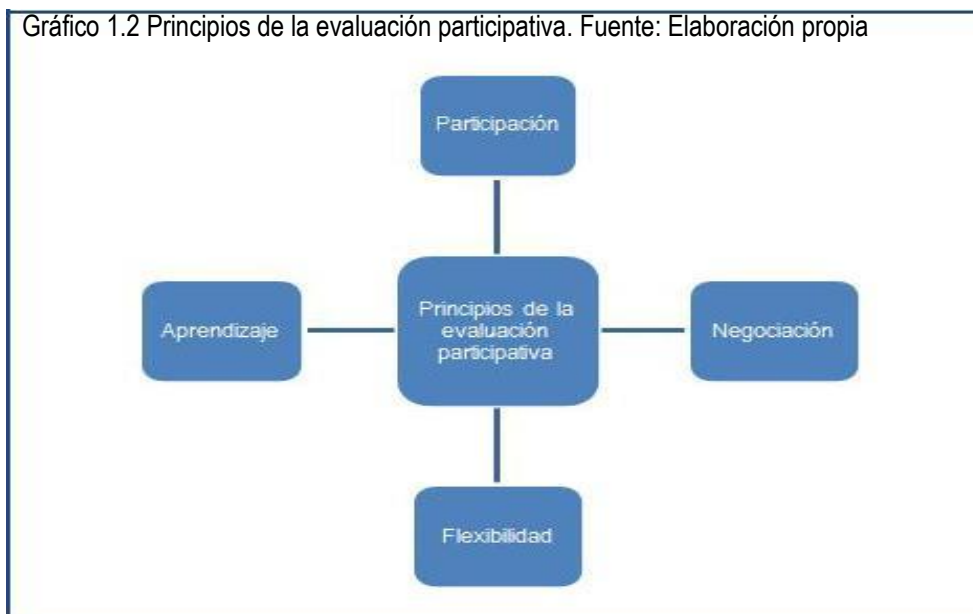 Gráfico 1.2 Principios de la evaluación participativa. Fuente: Elaboración propia
Participación
Aprendizaje
Principios de la
evaluación
participativa
Negociación
Flexibilidad